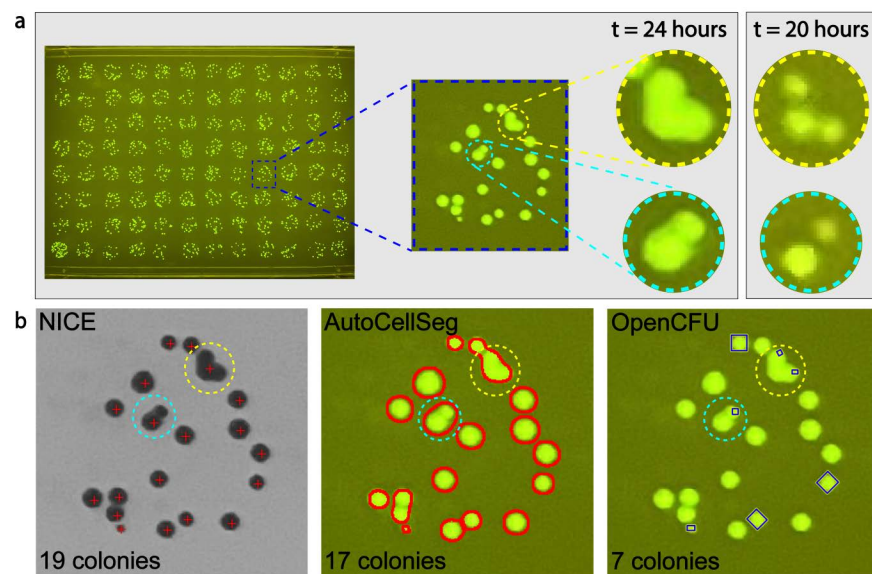 a
t = 24 hours
t = 20 hours
b
NICE
AutoCellSeg
OpenCFU
19 colonies
17 colonies
7 colonies